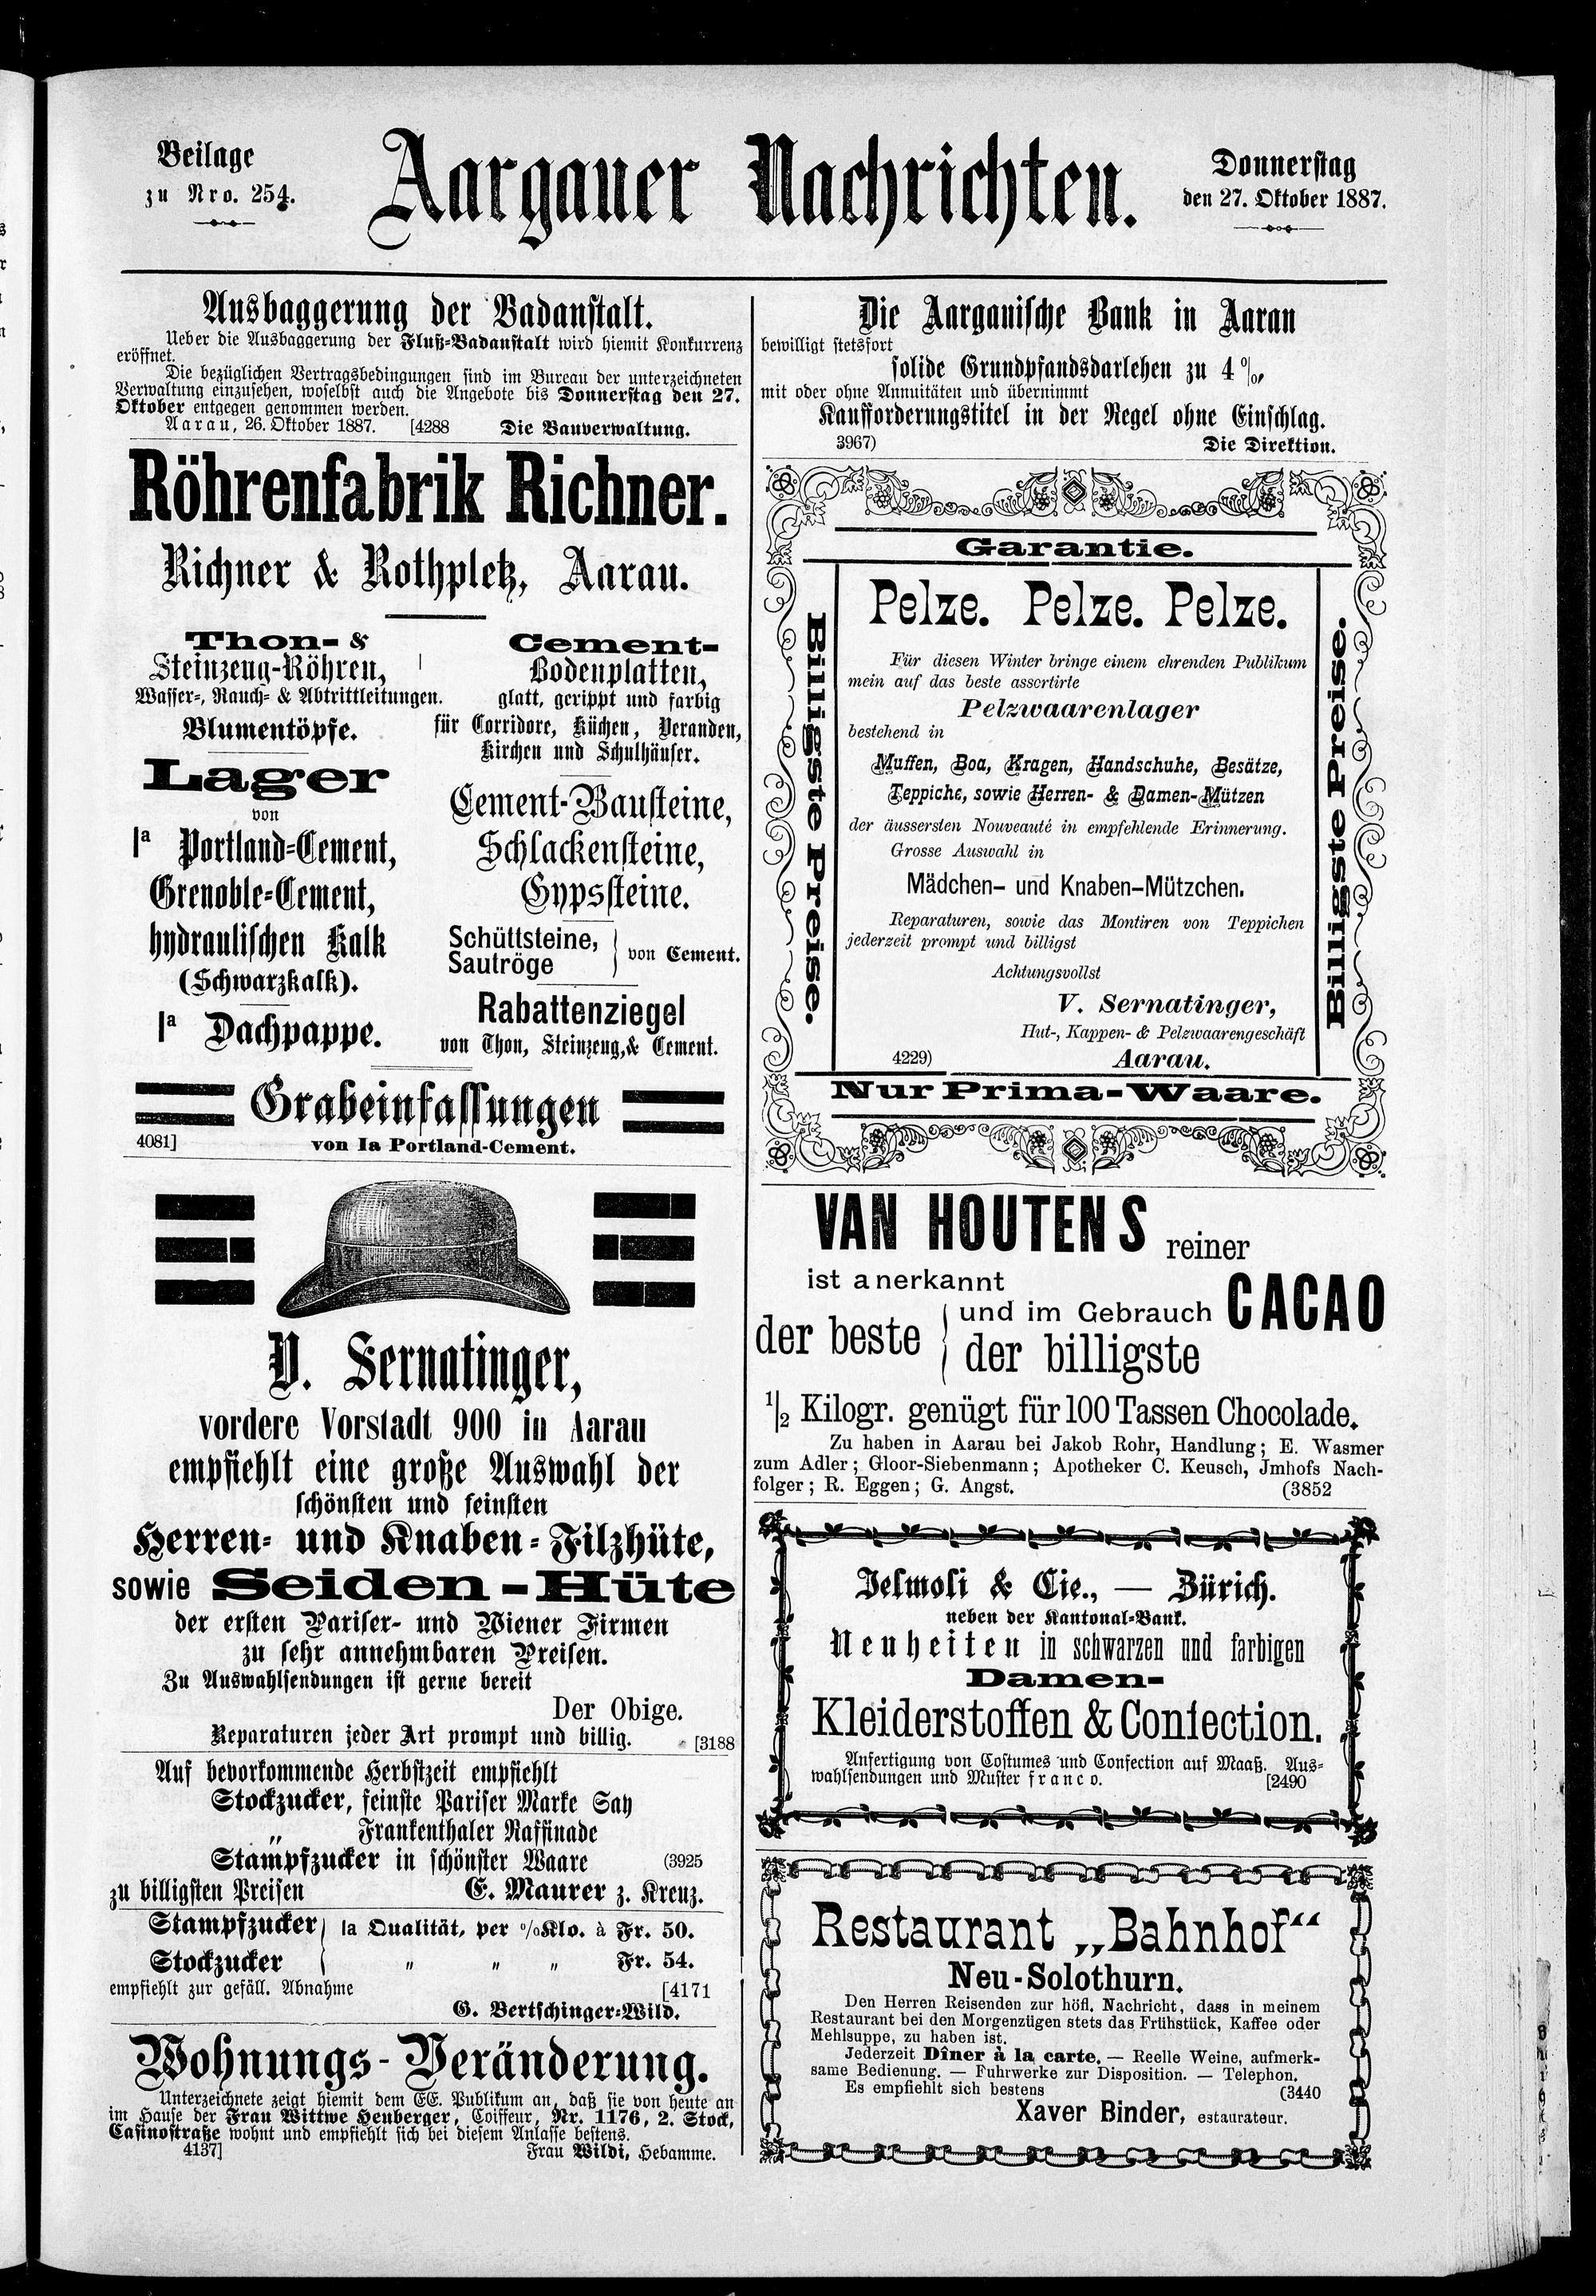 Beilage
zu Nro. 254.
Aargauer Nachrichten.
Donnerstag
den 27. Oktober 1887.
Ausbaggerung der Badanstalt.
Ueber die Ausbaggerung der Fluß-Badanstalt wird hiemit Konkurrenz
eröffnet.
Die bezüglichen Vertragsbedingungen sind im Bureau der unterzeichneten
Verwaltung einzusehen, woselbst auch die Angebote bis Donnerstag den 27.
Oktober entgegen genommen werden.
Aarau, 26. Oktober 1887. [4288 Die Bauverwaltung.
Röhrenfabrik Richner.
Richner & Rothpletz, Aarau.
Thon- &
Steinzeug-Röhren,
Wasser-, Rauch- & Abtrittleitungen.
Blumentöpfe.
Lager
von
Ia Portland-Cement,
Grenoble-Cement,
hydraulischen Kalk
(Schwarzkalk).
Ia Dachpappe.
Cement-
Bodenplatten,
glatt, gerippt und farbig
für Corridore, Küchen, Veranden,
Kirchen und Schulhäuser.
Cement-Bausteine,
Schlackensteine,
Gypssteine.
Schüttsteine,
Sautröge
von Cement.
Rabattenziegel
von Thon, Steinzeug,& Cement.
Grabeinfassungen
4081] von Ia Portland-Cement.
V. Sernatinger,
vordere Vorstadt 900 in Aarau
empfiehlt eine große Auswahl der
schönsten und feinsten
Herren- und Knaben-Filzhüte,
sowie Seiden-Hüte
der ersten Pariser- und Wiener Firmen
zu sehr annehmbaren Preisen.
Zu Auswahlsendungen ist gerne bereit
Der Obige.
Reparaturen jeder Art prompt und billig. [3188
Auf bevorkommende Herbstzeit empfiehlt
Stockzucker, feinste Pariser Marke Say
„ Frankenthaler Raffinade
Stampfzucker in schönster Waare (3925
zu billigsten Preisen E. Maurer z. Kreuz.
Stampfzucker Ia Qualität, per %Klo. à Fr. 50.
Stockzucker „ „ „ Fr. 54.
empfiehlt zur gefäll. Abnahme [4171
G. Bertschinger-Wild.
Wohnungs-Veränderung.
Unterzeichnete zeigt hiemit dem EE. Publikum an, daß sie von heute an
im Hause der Frau Wittwe Heuberger, Coiffeur, Nr. 1176, 2. Stock,
Casinostraße wohnt und empfiehlt sich bei diesem Anlasse bestens.
4137] Frau Wildi, Hebamme.
Die Aargauische Bank in Aarau
bewilligt stetsfort
solide Grundpfandsdarlehen zu 4 %,
mit oder ohne Annuitäten und übernimmt
Kaufforderungstitel in der Regel ohne Einschlag.
3967) Die Direktion.
Garantie.
Billigste Preise.
Pelze. Pelze. Pelze.
Für diesen Winter bringe einem ehrenden Publikum
mein auf das beste assortirte
Pelzwaarenlager
bestehend in
Muffen, Boa, Kragen, Handschuhe, Besätze,
Teppiche, sowie Herren- & Damen-Mützen
der äussersten Nouveauté in empfehlende Erinnerung.
Grosse Auswahl in
Mädchen- und Knaben-Mützchen.
Reparaturen, sowie das Montiren von Teppichen
jederzeit prompt und billigst
Achtungsvollst
V. Sernatinger,
Hut-, Kappen- & Pelzwaarengeschäft
4229) Aarau.
Billigste Preise.
Nur Prima-Waare.
VAN HOUTENS reiner
ist anerkannt
CACAO
der beste
und im Gebrauch
der billigste
1/2 Kilogr. genügt für 100 Tassen Chocolade.
Zu haben in Aarau bei Jakob Rohr, Handlung; E. Wasmer
zum Adler; Gloor-Siebenmann; Apotheker C. Keusch, Jmhofs Nach-
folger; R. Eggen; G. Angst. (3852
Jelmoli & Cie., — Zürich.
neben der Kantonal-Bank.
Neuheiten in schwarzen und farbigen
Damen-
Kleiderstoffen & Confection.
Anfertigung von Costumes und Confection auf Maaß. Aus-
wahlsendungen und Muster franco. [2490
Restaurant „Bahnhof“
Neu-Solothurn.
Den Herren Reisenden zur höfl. Nachricht, dass in meinem
Restaurant bei den Morgenzügen stets das Frühstück, Kaffee oder
Mehlsuppe, zu haben ist.
Jederzeit Dîner à la carte. — Reelle Weine, aufmerk-
same Bedienung. — Fuhrwerke zur Disposition. — Telephon.
Es empfiehlt sich bestens (3440
Xaver Binder, estaurateur.